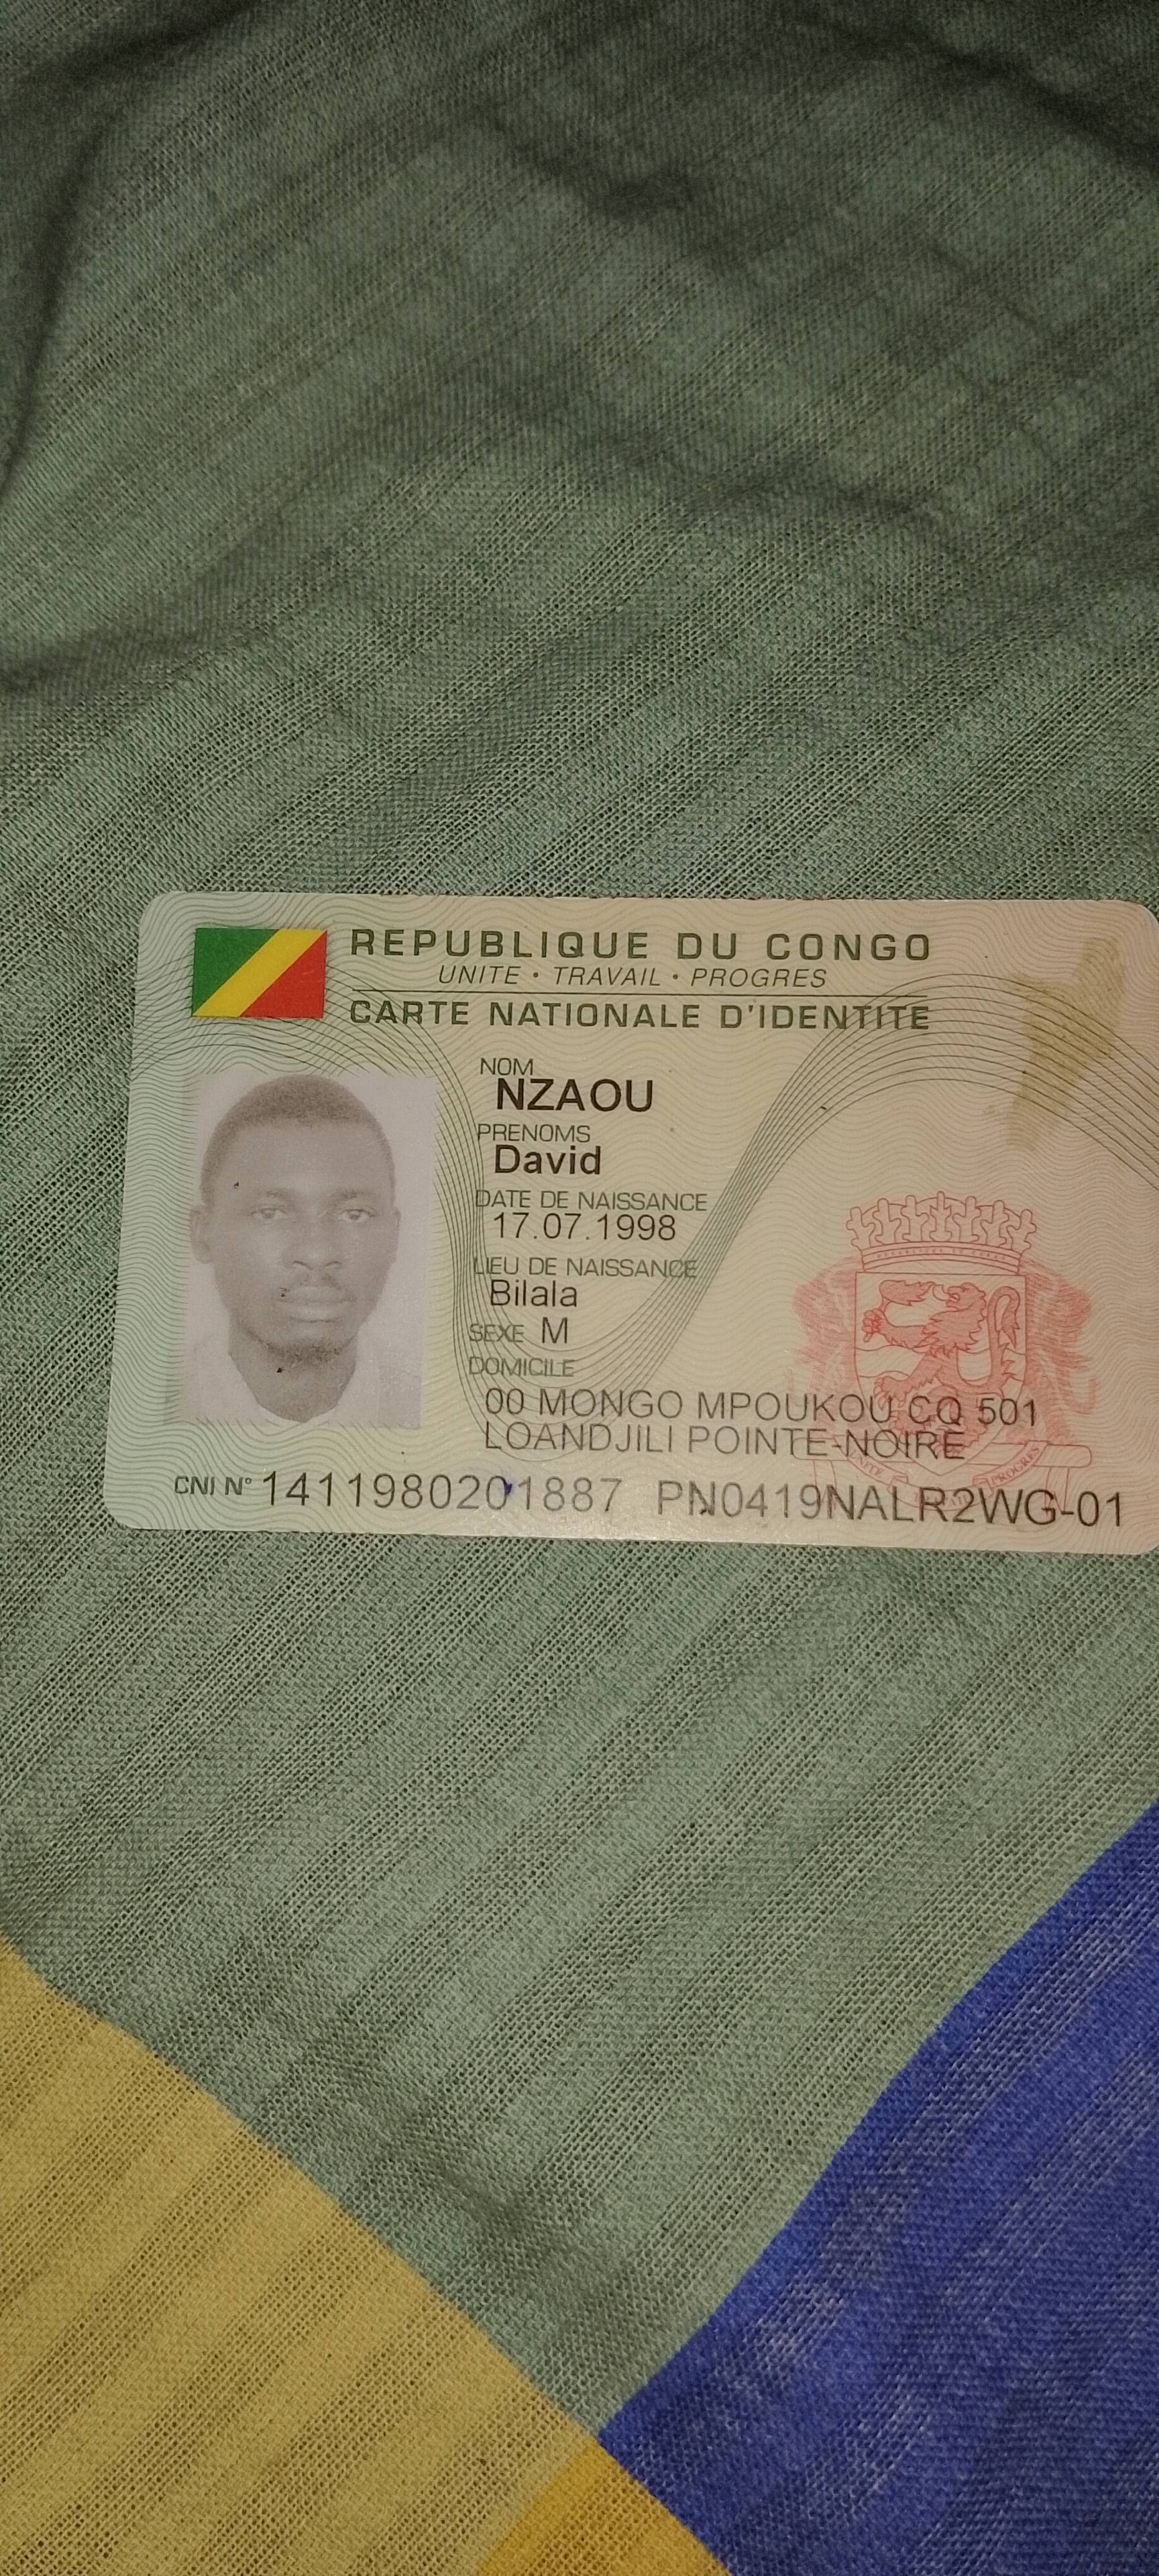 REPUBLIQUE DU CONGO
UNITE • TRAVAIL • PROGRES
CARTE NATIONALE D'IDENTITE
NOM
NZAOU
PRENOMS
David
DATE DE NAISSANCE
17.07.1998
LIEU DE NAISSANCE
Bilala
SEXE M
DOMICILE
00 MONGO MPOUKOU CQ 501
LOANDJILI POINTE-NOIRE
UNITE PROGRES
CNI N° 1411980201887 PN0419NALR2WG-01